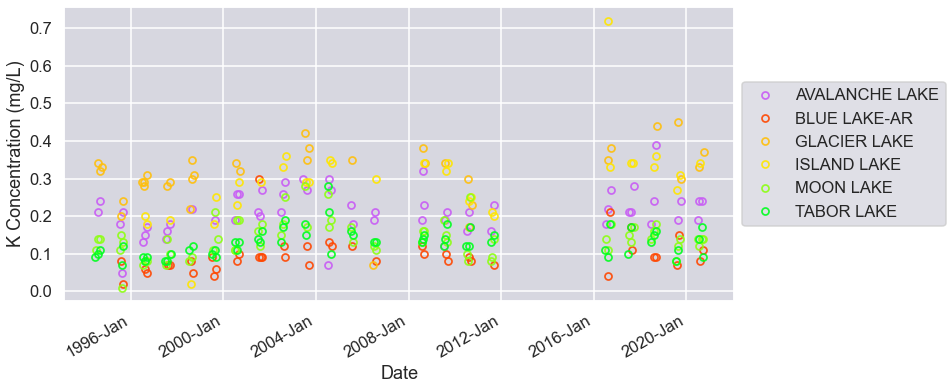 K Concentration (mg/L)
0.7
0.6
0.5
0.4
0.3
0.2
0.1
0.0
1996-Jan
2000-Jan
2004-Jan
2008-Jan
2012-Jan
2016-Jan
2020-Jan
Date
AVALANCHE LAKE
BLUE LAKE-AR
GLACIER LAKE
ISLAND LAKE
MOON LAKE
TABOR LAKE